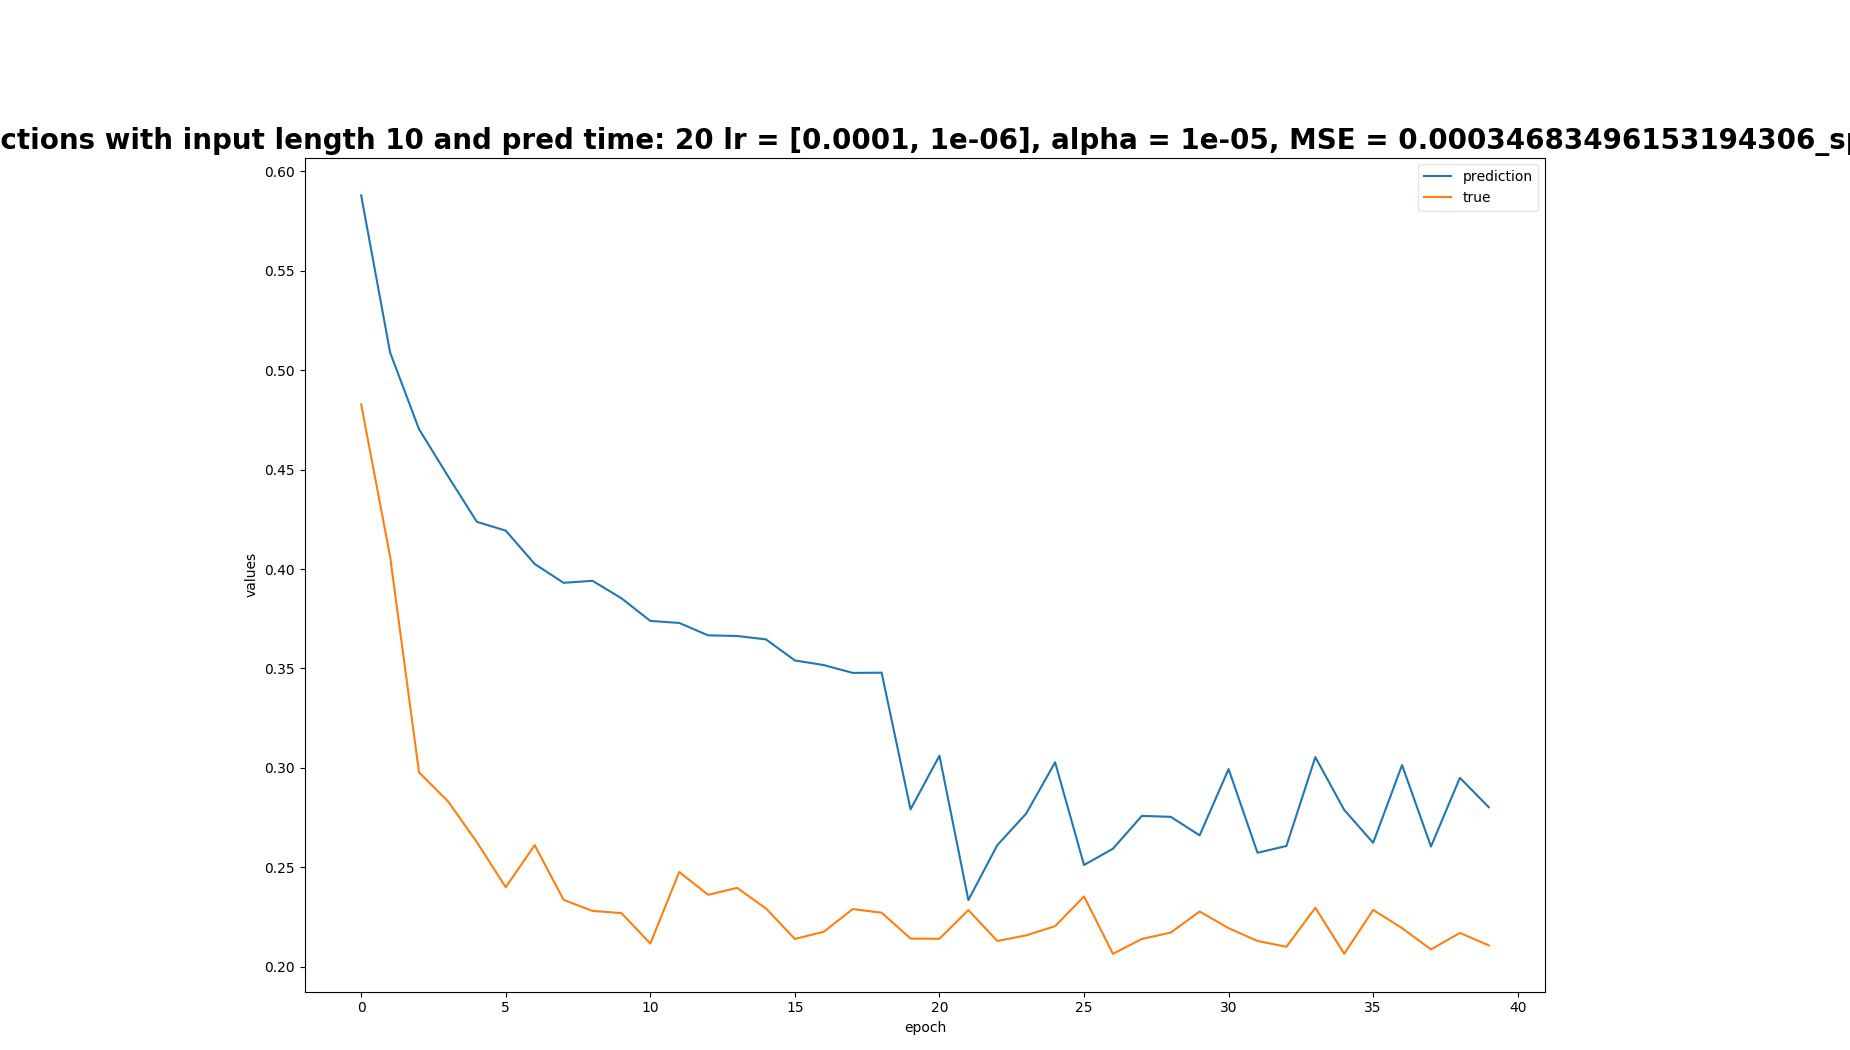 ctions with input length 10 and pred time: 20 lr = [0.0001, 1e-06], alpha = 1e-05, MSE = 0.00034683496153194306_sp
prediction
true
0.60
0.55
0.50
0.45
0.40
0.35
0.30
0.25
0.20
values
0 5 10 15 20 25 30 35 40
epoch